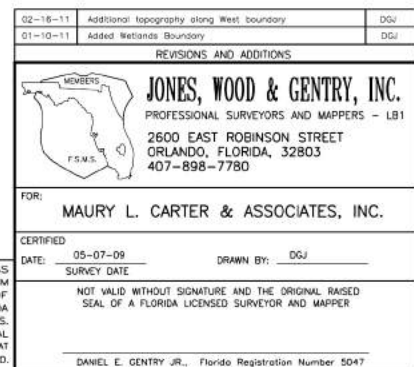 02-16-11 Additional topography along West boundary DGJ
01-10-11 Added Wetlands Boundary DGJ
REVISIONS AND ADDITIONS
MEMBERS
F.S.M.S.
JONES, WOOD & GENTRY, INC.
PROFESSIONAL SURVEYORS AND MAPPERS - LB1
2600 EAST ROBINSON STREET
ORLANDO, FLORIDA, 32803
407-898-7780
FOR:
MAURY L. CARTER & ASSOCIATES, INC.
CERTIFIED
DATE: 05-07-09 DRAWN BY: DGJ
SURVEY DATE
NOT VALID WITHOUT SIGNATURE AND THE ORIGINAL RAISED
SEAL OF A FLORIDA LICENSED SURVEYOR AND MAPPER
DANIEL E. GENTRY JR., Florida Registration Number 5047